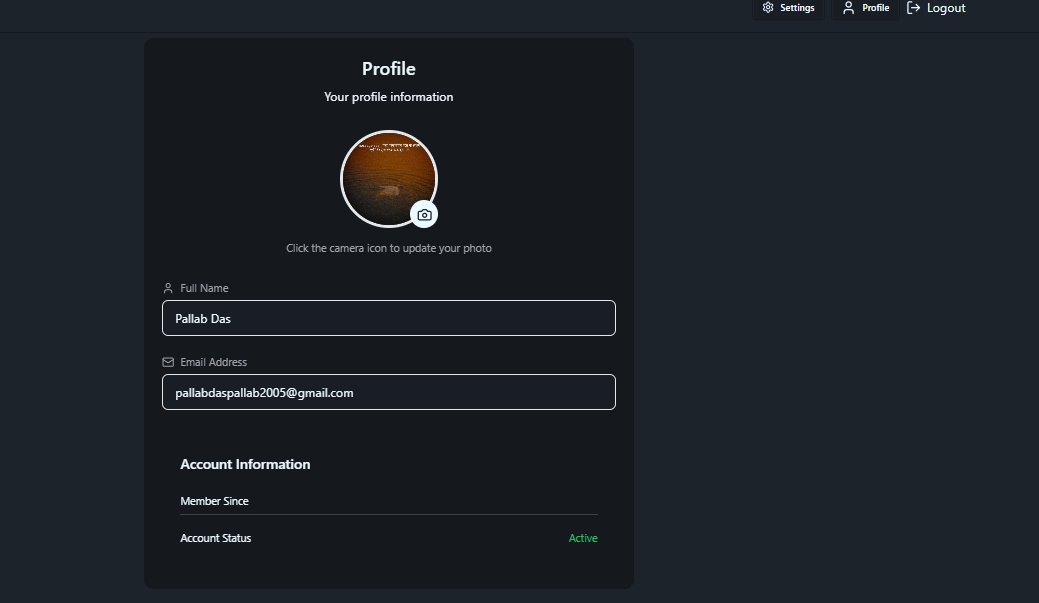 Settings Profile Logout
Profile
Your profile information
Click the camera icon to update your photo
Full Name
Pallab Das
Email Address
pallabdaspallab2005@gmail.com
Account Information
Member Since
Account Status Active